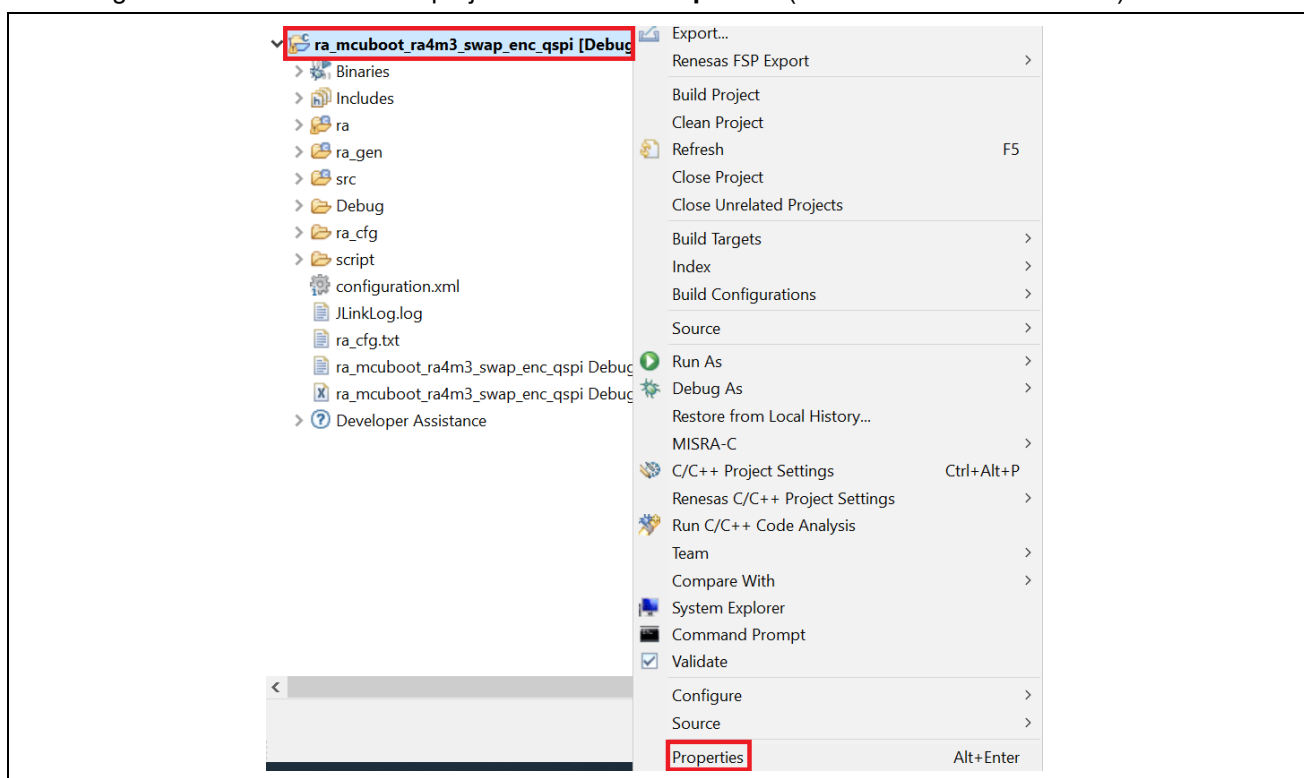 ra_mcuboot_ra4m3_swap_enc_qspi [Debug
Binaries
Includes
ra
ra_gen
src
Debug
ra_cfg
script
configuration.xml
JLinkLog.log
ra_cfg.txt
ra_mcuboot_ra4m3_swap_enc_qspi Debug
ra_mcuboot_ra4m3_swap_enc_qspi Debug
Developer Assistance
Export...
Renesas FSP Export
Build Project
Clean Project
Refresh F5
Close Project
Close Unrelated Projects
Build Targets
Index
Build Configurations
Source
Run As
Debug As
Restore from Local History...
MISRA-C
C/C++ Project Settings Ctrl+Alt+P
Renesas C/C++ Project Settings
Run C/C++ Code Analysis
Team
Compare With
System Explorer
Command Prompt
Validate
Configure
Source
Properties Alt+Enter